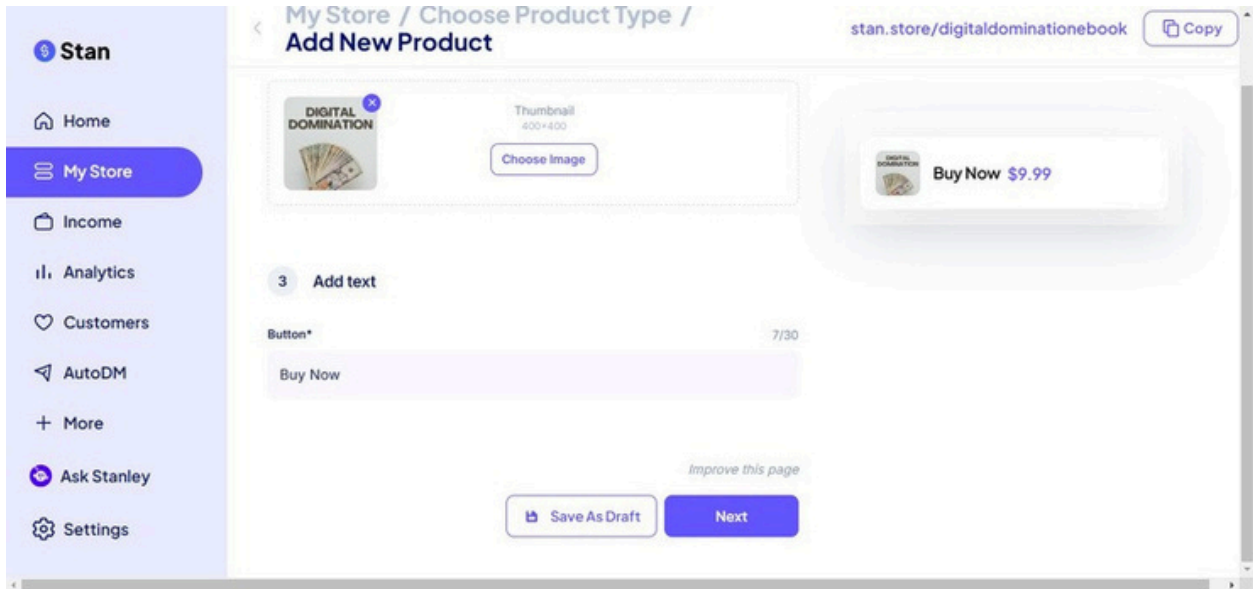 Stan
Home
My Store
Income
Analytics
Customers
AutoDM
More
Ask Stanley
Settings
My Store / Choose Product Type /
Add New Product
stan.store/digitaldominationebook
Copy
DIGITAL
DOMINATION
Thumbnail
400×400
Choose Image
DIGITAL
DOMINATION
Buy Now $9.99
3 Add text
Button*
7/30
Buy Now
Improve this page
Save As Draft
Next